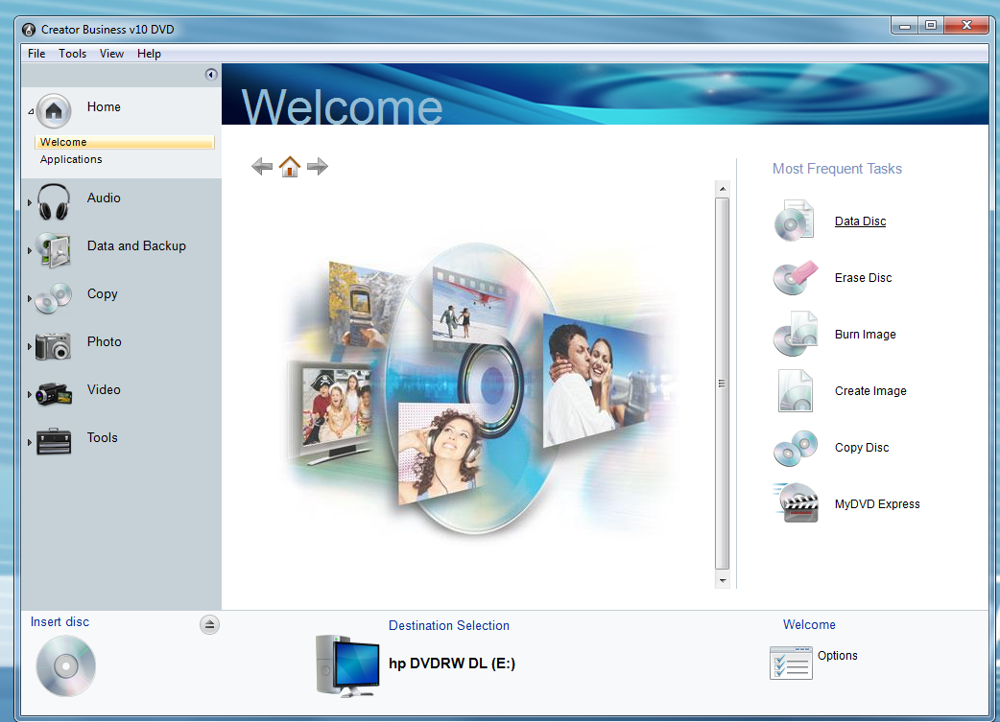 Creator Business v10 DVD
File Tools View Help
Welcome
Home
Welcome
Applications
Audio
Data and Backup
Copy
Photo
Video
Tools
Most Frequent Tasks
Data Disc
Erase Disc
Burn Image
Create Image
Copy Disc
MyDVD Express
Insert disc
Destination Selection
hp DVDRW DL (E:)
Welcome
Options